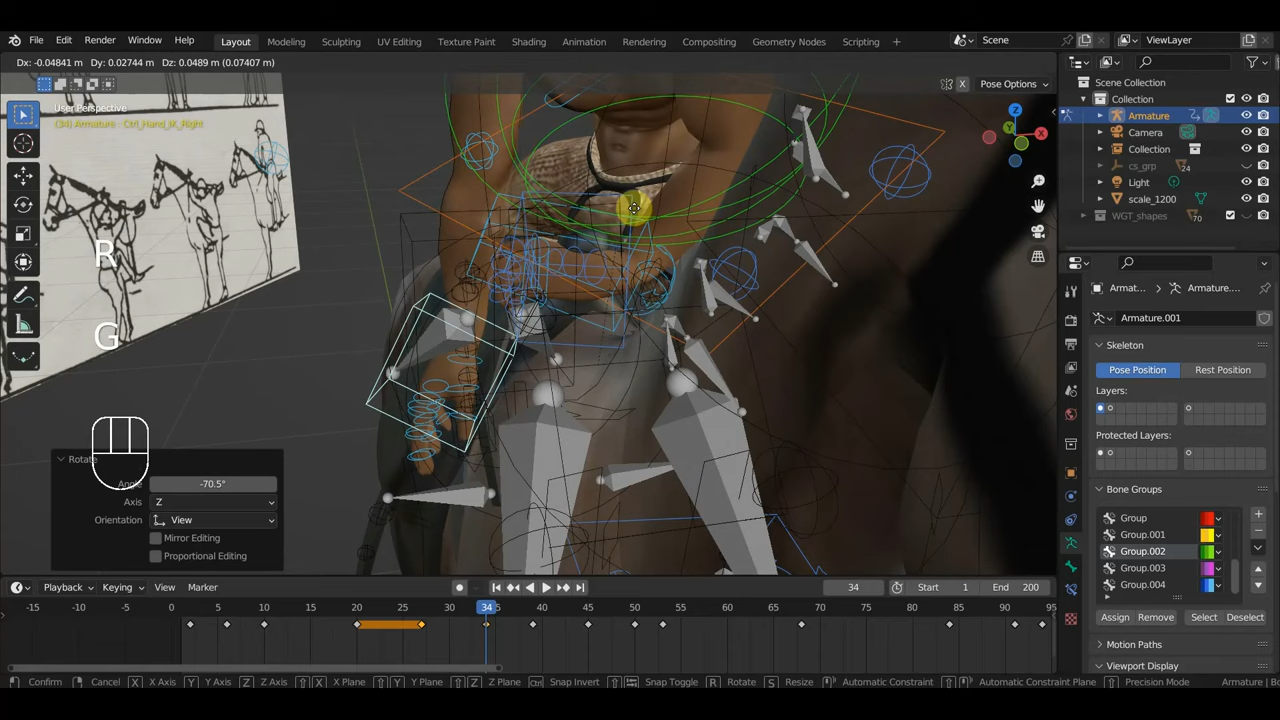 File Edit Render Window Help Layout Modeling Sculpting UV Editing Texture Paint Shading Animation Rendering Compositing Geometry Nodes Scripting + Scene ViewLayer
Dx: -0.04841 m Dy: 0.02744 m Dz: 0.0489 m (0.07407 m)
X Pose Options
User Perspective
(34) Armature : Ctrl_Hand_IK_Right
Z
X
Y
R
G
Rotate
Angle -70.5°
Axis Z
Orientation View
Mirror Editing
Proportional Editing
Scene Collection
Collection
Armature
Camera
Collection
cs_grp 24
Light
scale_1200
WGT_shapes 70
Armat... Armature....
Armature.001
Skeleton
Pose Position Rest Position
Layers:
Protected Layers:
Bone Groups
Group
Group.001
Group.002
Group.003
Group.004
Assign Remove Select Deselect
Motion Paths
Viewport Display
Playback Keying View Marker 34 Start 1 End 200
-15 -10 -5 0 5 10 15 20 25 30 34 40 45 50 55 60 65 70 75 80 85 90 95
Confirm Cancel X X Axis Y Y Axis Z Z Axis X X Plane Y Y Plane Z Z Plane Snap Invert Snap Toggle R Rotate S Resize Automatic Constraint Automatic Constraint Plane Precision Mode Armature | Bo